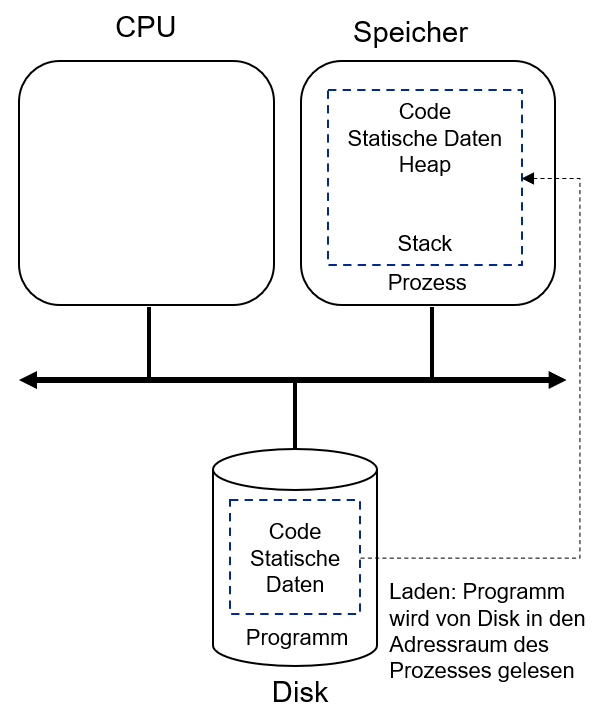 CPU
Speicher
Code
Statische Daten
Heap
Stack
Prozess
Code
Statische
Daten
Programm
Laden: Programm
wird von Disk in den
Adressraum des
Prozesses gelesen
Disk